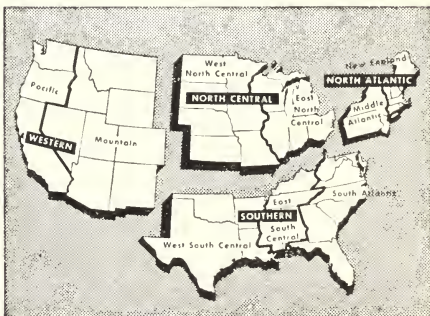 West
North Central
New England
NORTH ATLANTIC
Pacific
NORTH CENTRAL
East
North
Central
Middle
Atlantic
WESTERN
Mountain
East
South Atlantic
SOUTHERN
South
Central
West South Central